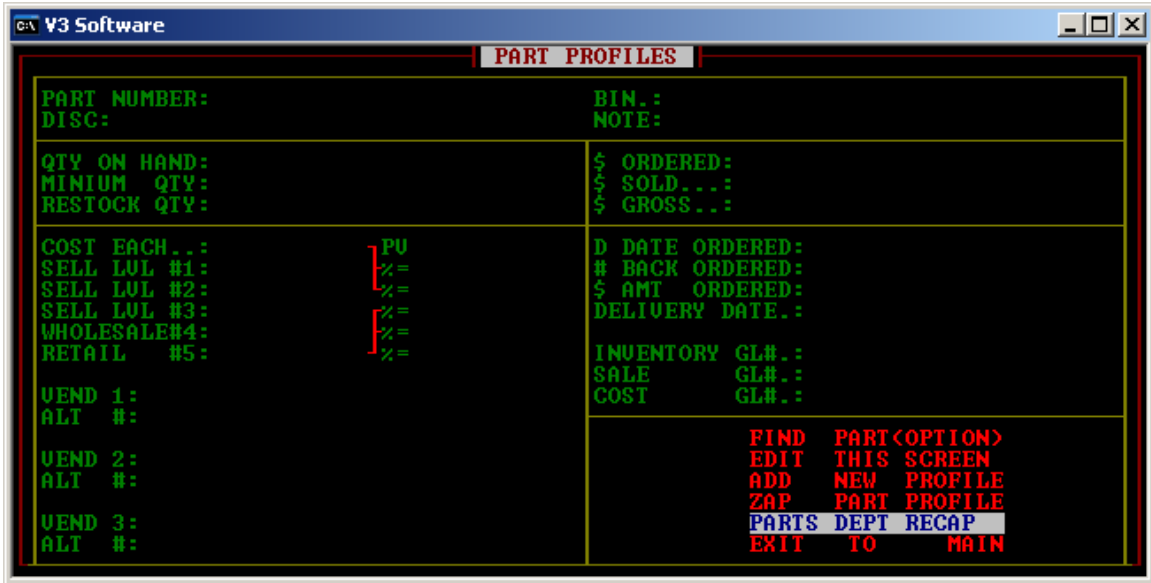 V3 Software
PART PROFILES
PART NUMBER:
DISC:
BIN.:
NOTE:
QTY ON HAND:
MINIUM QTY:
RESTOCK QTY:
$ ORDERED:
$ SOLD...:
$ GROSS..:
COST EACH..: PV
SELL LVL #1: %=
SELL LVL #2: %=
SELL LVL #3: %=
WHOLESALE#4: %=
RETAIL #5: %=
VEND 1:
ALT #:
VEND 2:
ALT #:
VEND 3:
ALT #:
D DATE ORDERED:
# BACK ORDERED:
$ AMT ORDERED:
DELIVERY DATE.:
INVENTORY GL#.:
SALE GL#.:
COST GL#.:
FIND PART(OPTION)
EDIT THIS SCREEN
ADD NEW PROFILE
ZAP PART PROFILE
PARTS DEPT RECAP
EXIT TO MAIN